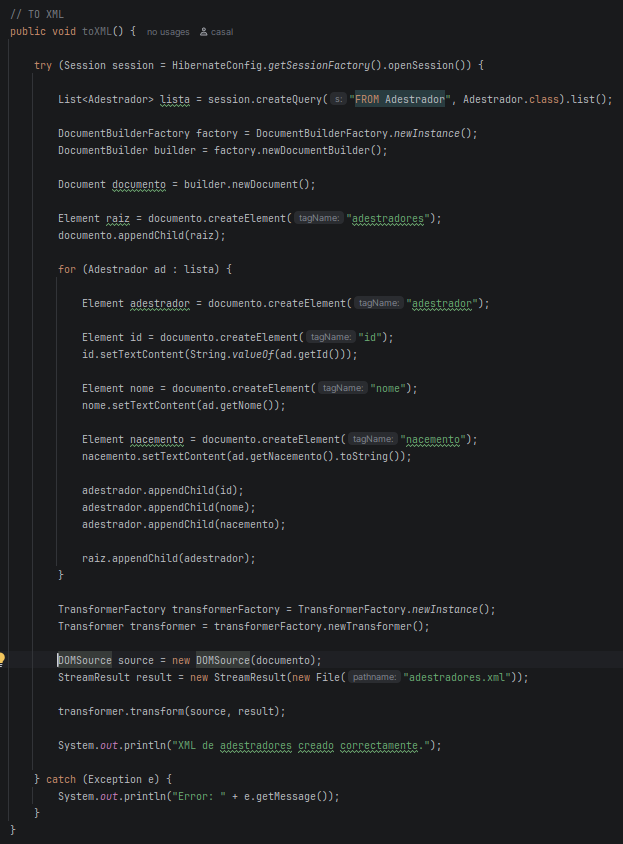 // TO XML
public void toXML() { no usages casal
try (Session session = HibernateConfig.getSessionFactory().openSession()) {
List<Adestrador> lista = session.createQuery( s: "FROM Adestrador", Adestrador.class).list();
DocumentBuilderFactory factory = DocumentBuilderFactory.newInstance();
DocumentBuilder builder = factory.newDocumentBuilder();
Document documento = builder.newDocument();
Element raiz = documento.createElement( tagName: "adestradores");
documento.appendChild(raiz);
for (Adestrador ad : lista) {
Element adestrador = documento.createElement( tagName: "adestrador");
Element id = documento.createElement( tagName: "id");
id.setTextContent(String.valueOf(ad.getId()));
Element nome = documento.createElement( tagName: "nome");
nome.setTextContent(ad.getNome());
Element nacemento = documento.createElement( tagName: "nacemento");
nacemento.setTextContent(ad.getNacemento().toString());
adestrador.appendChild(id);
adestrador.appendChild(nome);
adestrador.appendChild(nacemento);
raiz.appendChild(adestrador);
}
TransformerFactory transformerFactory = TransformerFactory.newInstance();
Transformer transformer = transformerFactory.newTransformer();
DOMSource source = new DOMSource(documento);
StreamResult result = new StreamResult(new File( pathname: "adestradores.xml"));
transformer.transform(source, result);
System.out.println("XML de adestradores creado correctamente.");
} catch (Exception e) {
System.out.println("Error: " + e.getMessage());
}
}